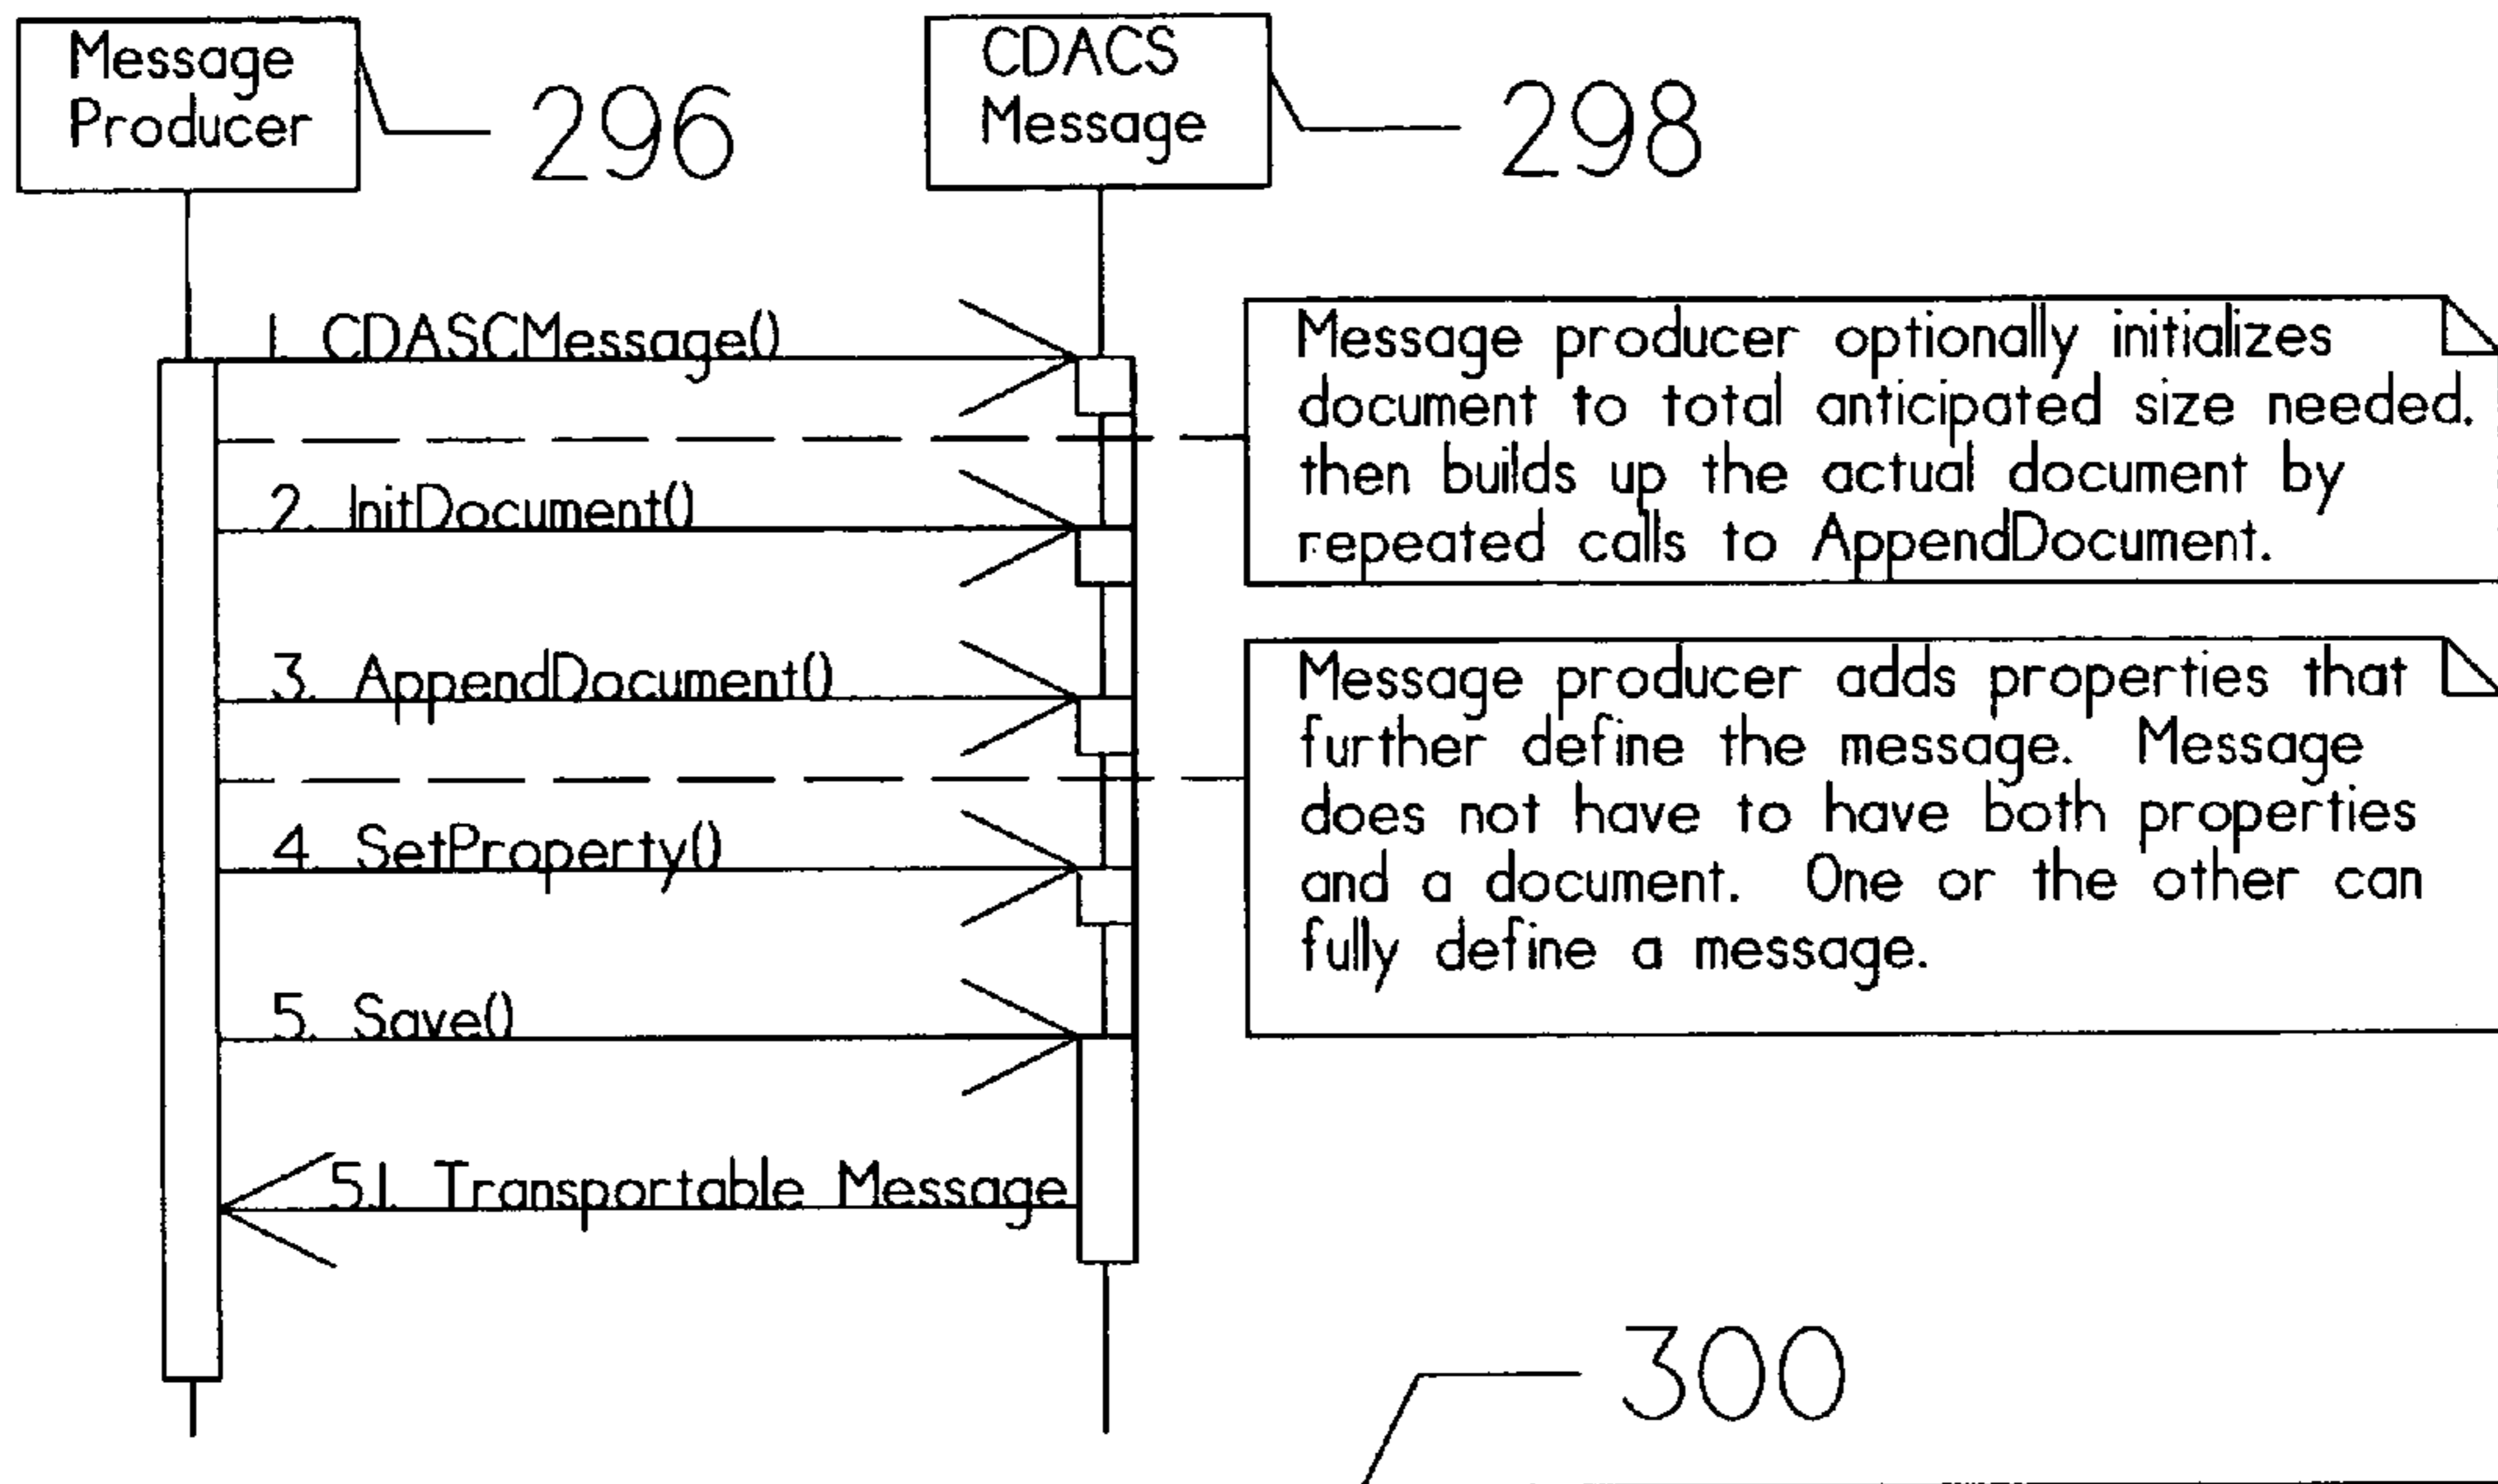 Message
Producer
296
CDACS
Message
298
1. CDASCMessage()
Message producer optionally initializes
document to total anticipated size needed.
then builds up the actual document by
repeated calls to AppendDocument.
2. InitDocument()
3. AppendDocument()
Message producer adds properties that
further define the message. Message
does not have to have both properties
and a document. One or the other can
fully define a message.
4. SetProperty()
5. Save()
5.1. Transportable Message
300